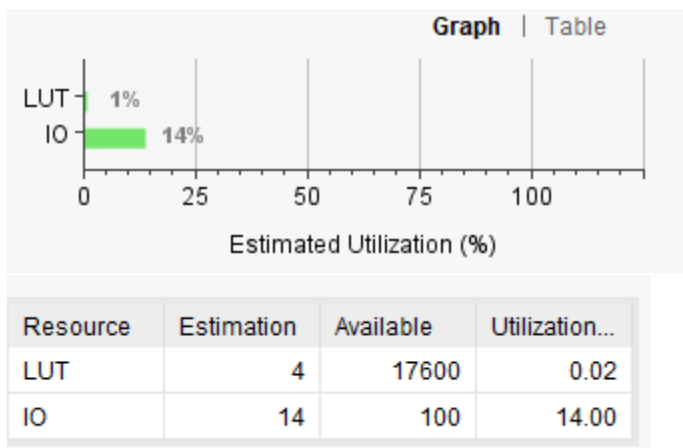 Graph | Table
LUT 1%
IO 14%
0 25 50 75 100
Estimated Utilization (%)
Resource Estimation Available Utilization...
LUT 4 17600 0.02
IO 14 100 14.00